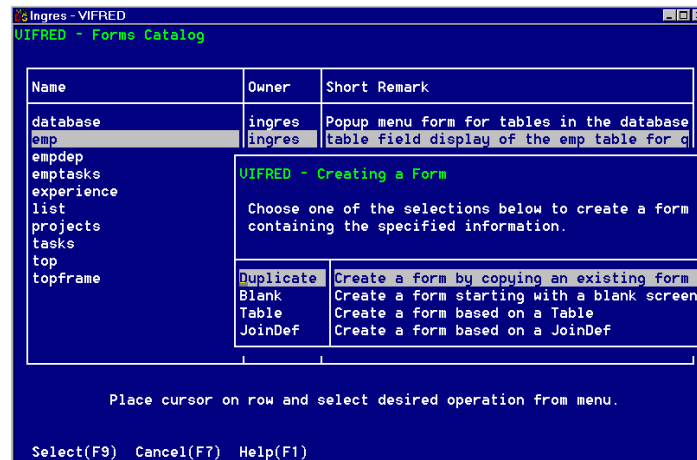 Ingres - VIFRED
VIFRED - Forms Catalog
Name Owner Short Remark
database ingres Popup menu form for tables in the database
emp ingres table field display of the emp table for q
empdep
emptasks
experience
list
projects
tasks
top
topframe
VIFRED - Creating a Form
Choose one of the selections below to create a form
containing the specified information.
Duplicate Create a form by copying an existing form
Blank Create a form starting with a blank screen
Table Create a form based on a Table
JoinDef Create a form based on a JoinDef
Place cursor on row and select desired operation from menu.
Select(F9) Cancel(F7) Help(F1)